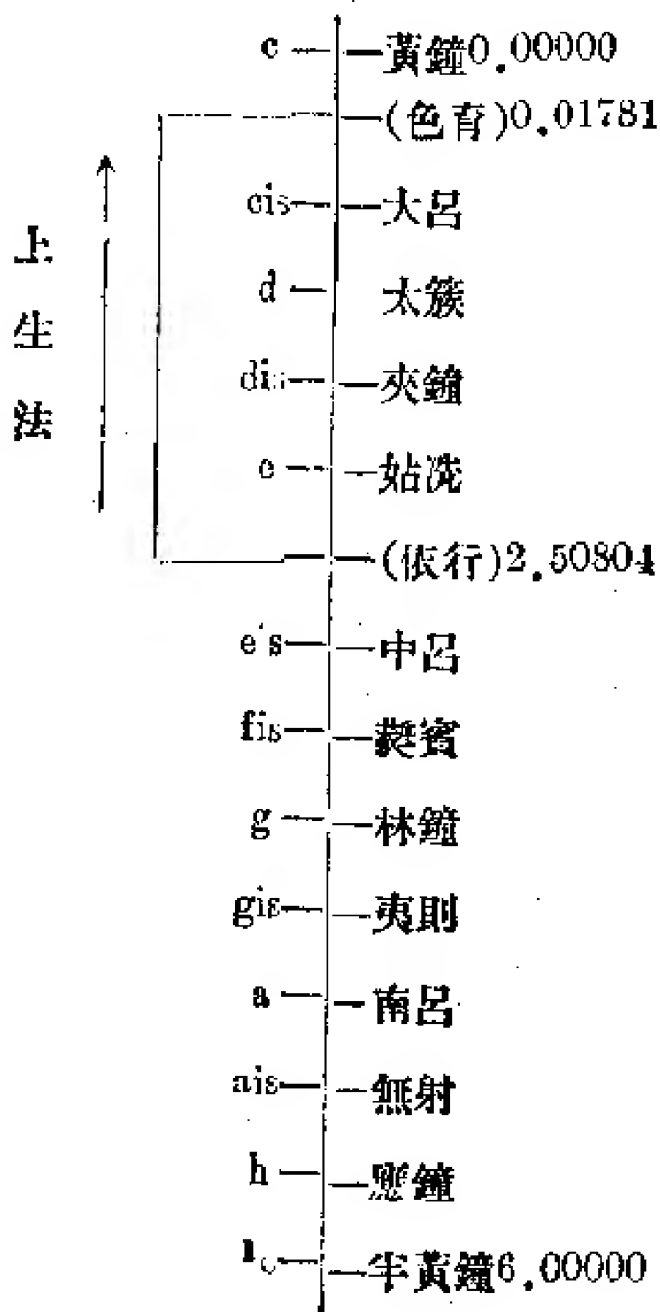 c 黃鐘0.00000
(色育)0.01781
cis 大呂
d 太簇
dis 夾鐘
e 姑洗
(依行)2.50804
eis 中呂
fis 蕤賓
g 林鐘
gis 夷則
a 南呂
ais 無射
h 應鐘
半黃鐘6.00000
上生法